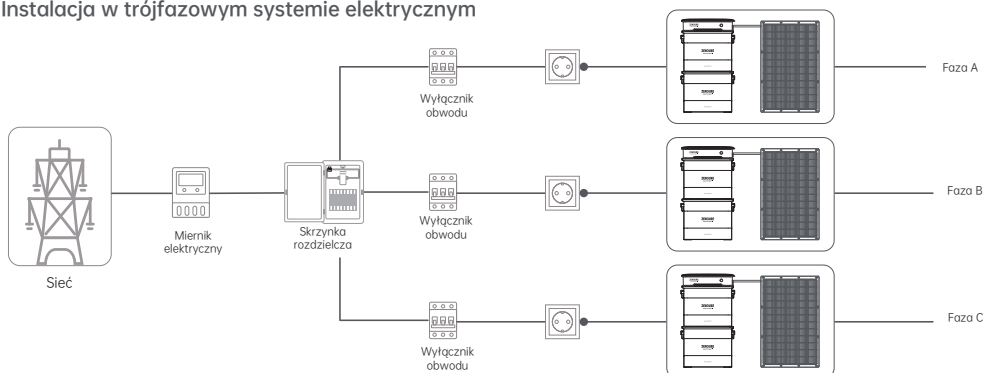 Instalacja w trójfazowym systemie elektrycznym
Wyłącznik
obwodu
Faza A
Sieć
Miernik
elektryczny
Skrzynka
rozdzielcza
Wyłącznik
obwodu
Faza B
Wyłącznik
obwodu
Faza C